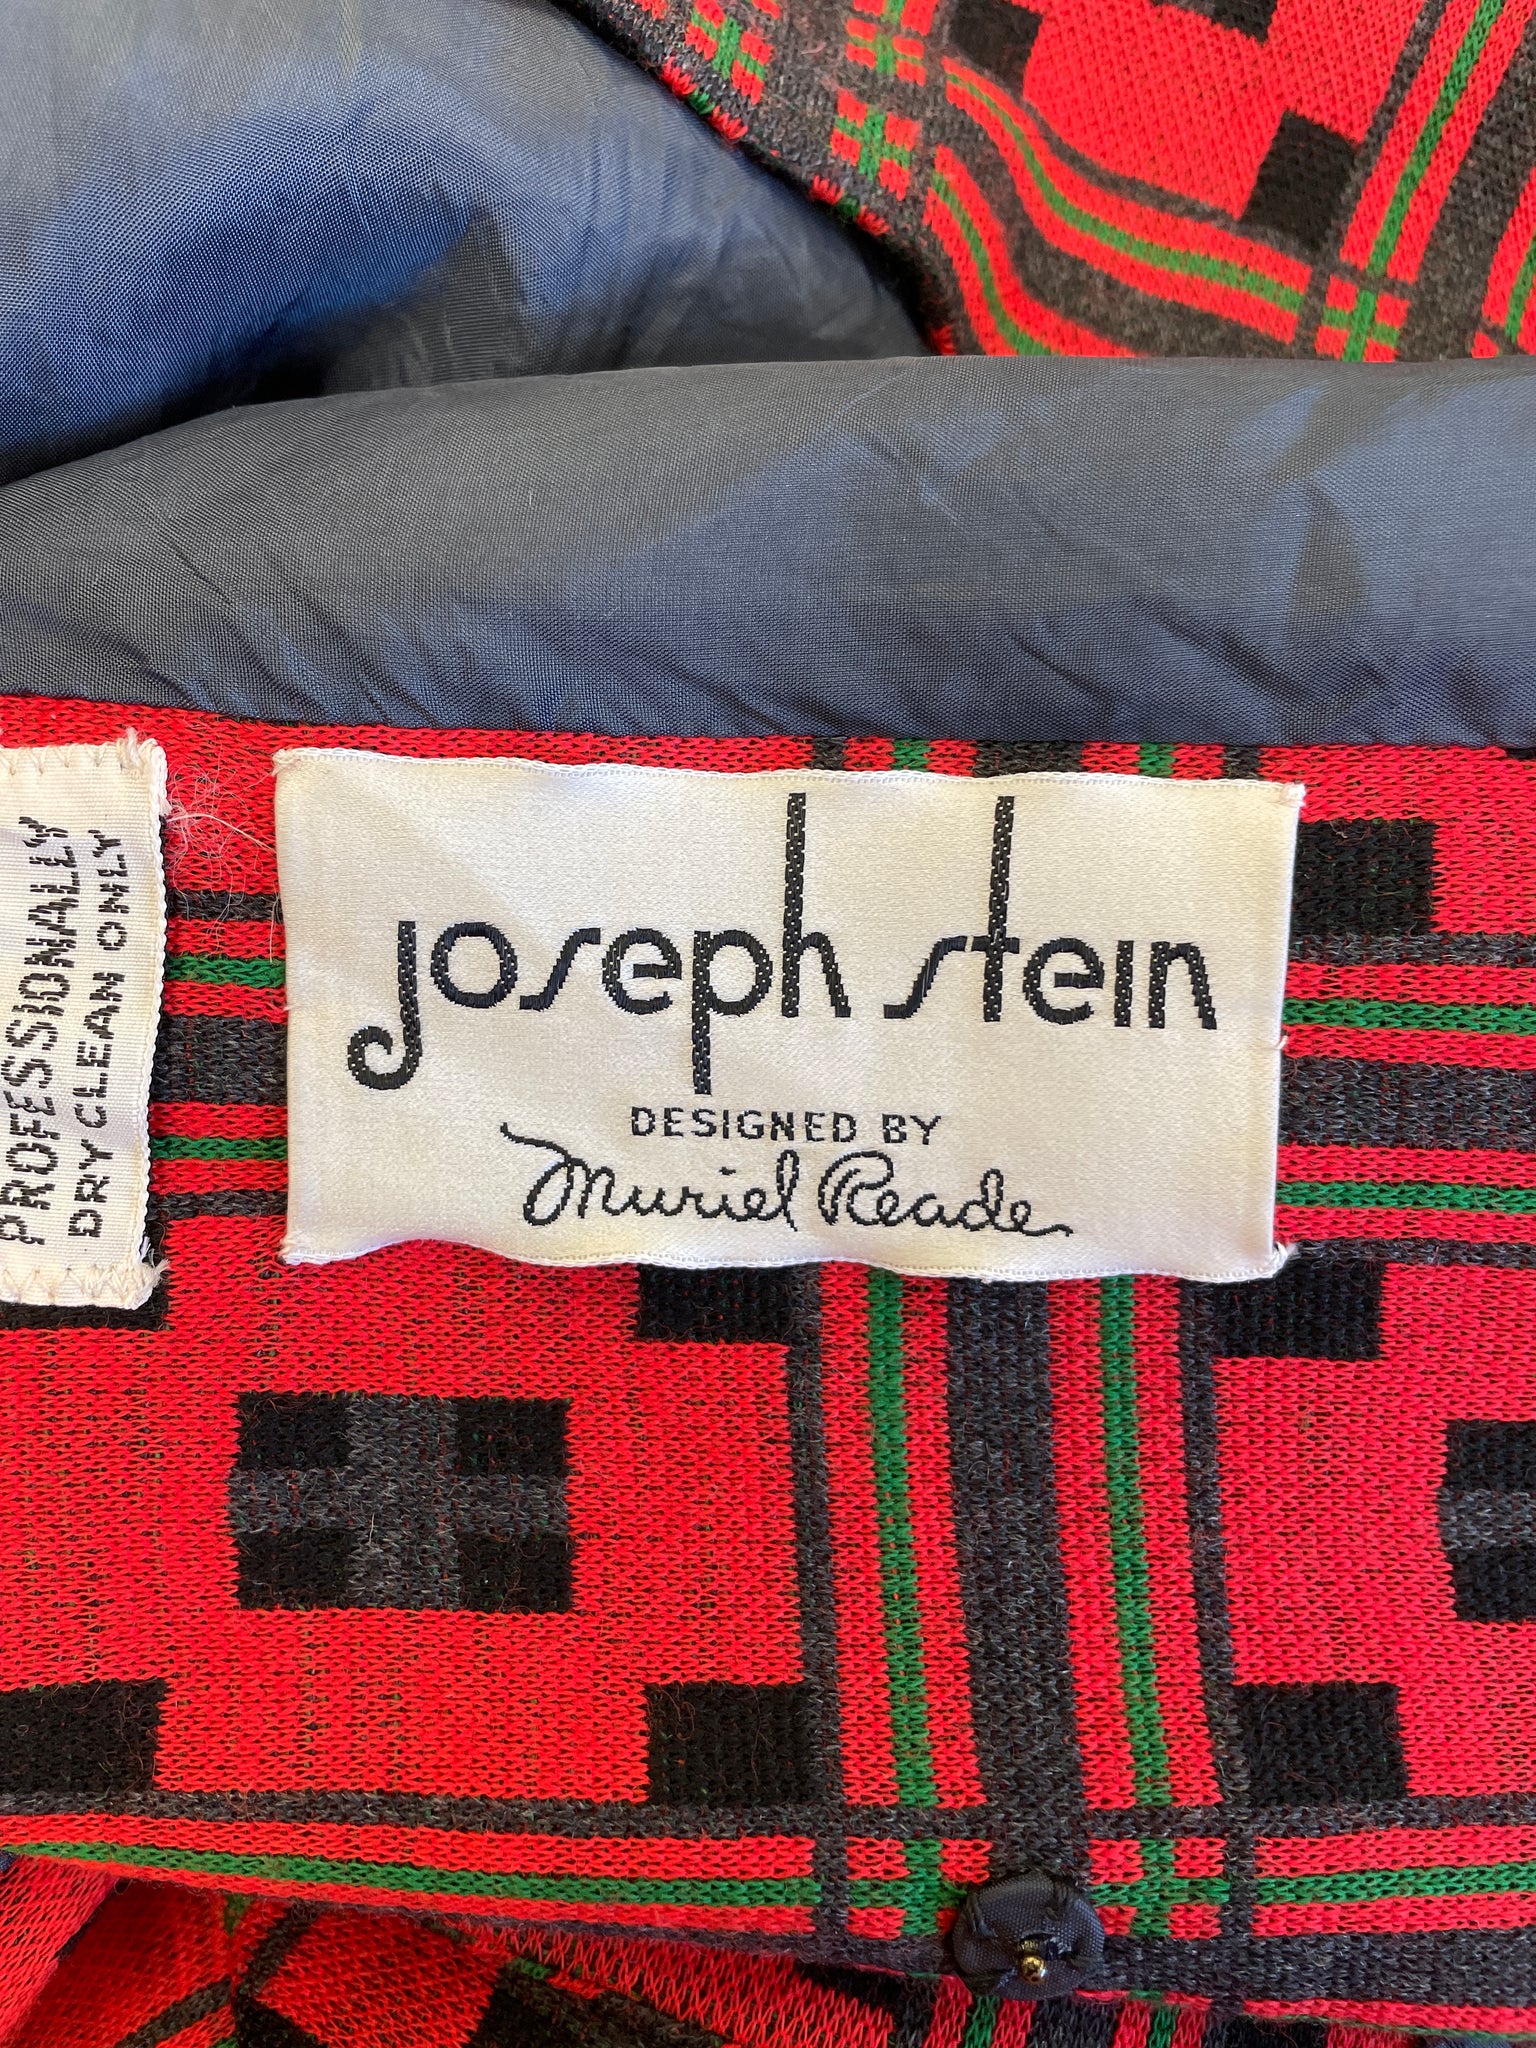 PROFESSIONALLY
DRY CLEAN ONLY
joseph stein
DESIGNED BY
Muriel Reade